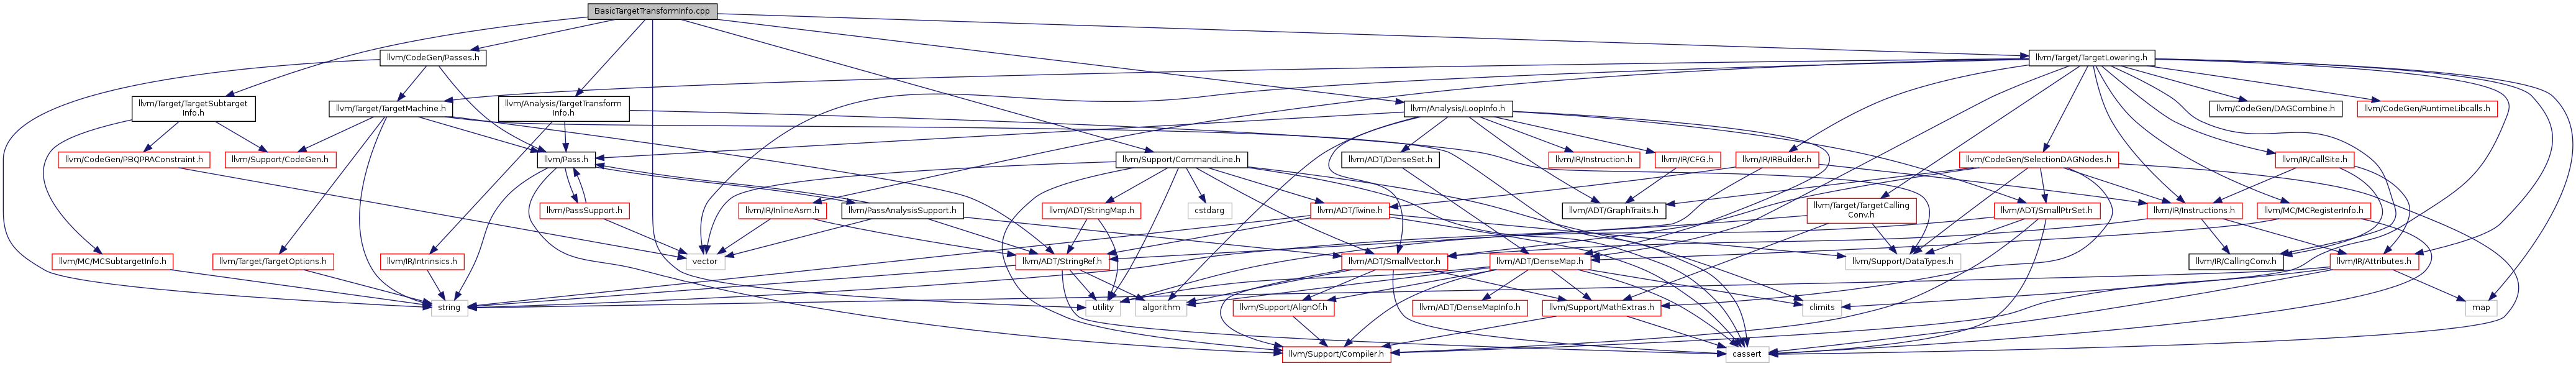 BasicTargetTransformInfo.cpp
llvm/CodeGen/Passes.h
llvm/Target/TargetLowering.h
llvm/Target/TargetSubtarget
Info.h
llvm/Target/TargetMachine.h
llvm/Analysis/TargetTransform
Info.h
llvm/Analysis/LoopInfo.h
llvm/CodeGen/DAGCombine.h
llvm/CodeGen/RuntimeLibcalls.h
llvm/CodeGen/PBQPRAConstraint.h
llvm/Support/CodeGen.h
llvm/Pass.h
llvm/Support/CommandLine.h
llvm/ADT/DenseSet.h
llvm/IR/Instruction.h
llvm/IR/CFG.h
llvm/IR/IRBuilder.h
llvm/CodeGen/SelectionDAGNodes.h
llvm/IR/CallSite.h
llvm/PassSupport.h
llvm/IR/InlineAsm.h
llvm/PassAnalysisSupport.h
llvm/ADT/StringMap.h
cstdarg
llvm/ADT/Twine.h
llvm/ADT/GraphTraits.h
llvm/Target/TargetCalling
Conv.h
llvm/ADT/SmallPtrSet.h
llvm/IR/Instructions.h
llvm/MC/MCRegisterInfo.h
llvm/MC/MCSubtargetInfo.h
llvm/Target/TargetOptions.h
llvm/IR/Intrinsics.h
vector
llvm/ADT/StringRef.h
llvm/ADT/SmallVector.h
llvm/ADT/DenseMap.h
llvm/Support/DataTypes.h
llvm/IR/CallingConv.h
llvm/IR/Attributes.h
string
utility
algorithm
llvm/Support/AlignOf.h
llvm/ADT/DenseMapInfo.h
llvm/Support/MathExtras.h
climits
map
llvm/Support/Compiler.h
cassert